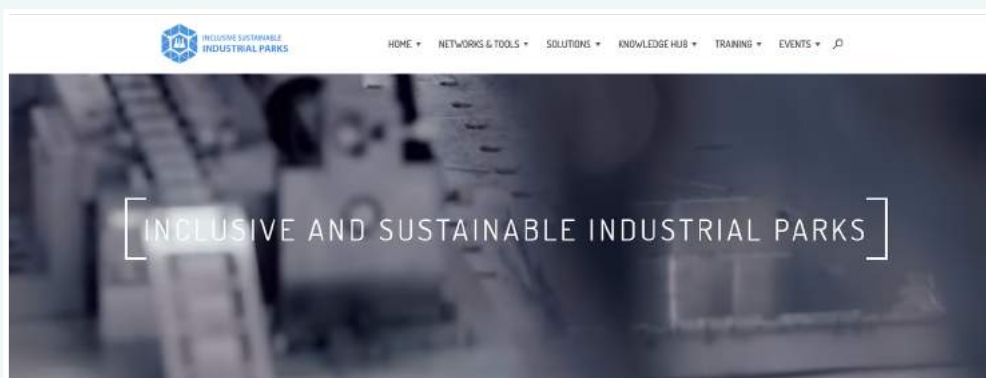 INCLUSIVE SUSTAINABLE
INDUSTRIAL PARKS
HOME NETWORKS & TOOLS SOLUTIONS KNOWLEDGE HUB TRAINING EVENTS
INCLUSIVE AND SUSTAINABLE INDUSTRIAL PARKS